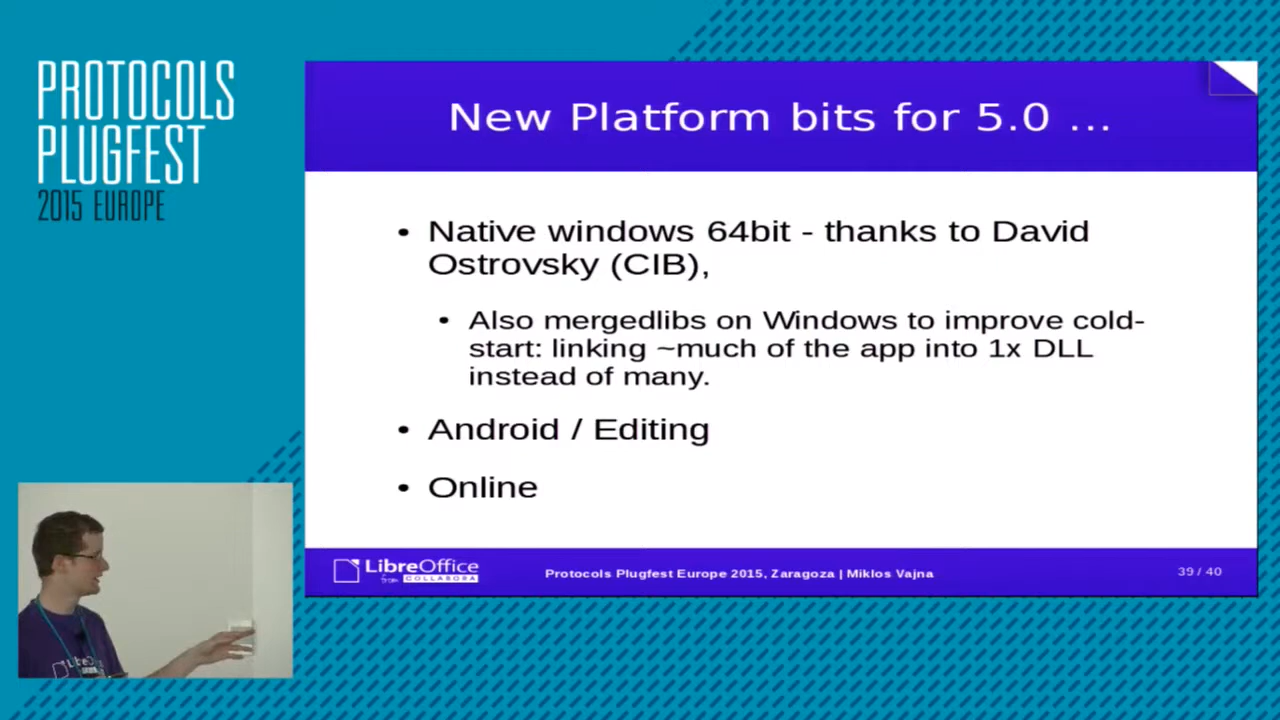 PROTOCOLS
PLUGFEST
2015 EUROPE
New Platform bits for 5.0 ...
• Native windows 64bit - thanks to David
Ostrovsky (CIB),
• Also mergedlibs on Windows to improve cold-
start: linking ~much of the app into 1x DLL
instead of many.
• Android / Editing
• Online
LibreOffice
from COLLABORA
Protocols Plugfest Europe 2015, Zaragoza | Miklos Vajna
39 / 40